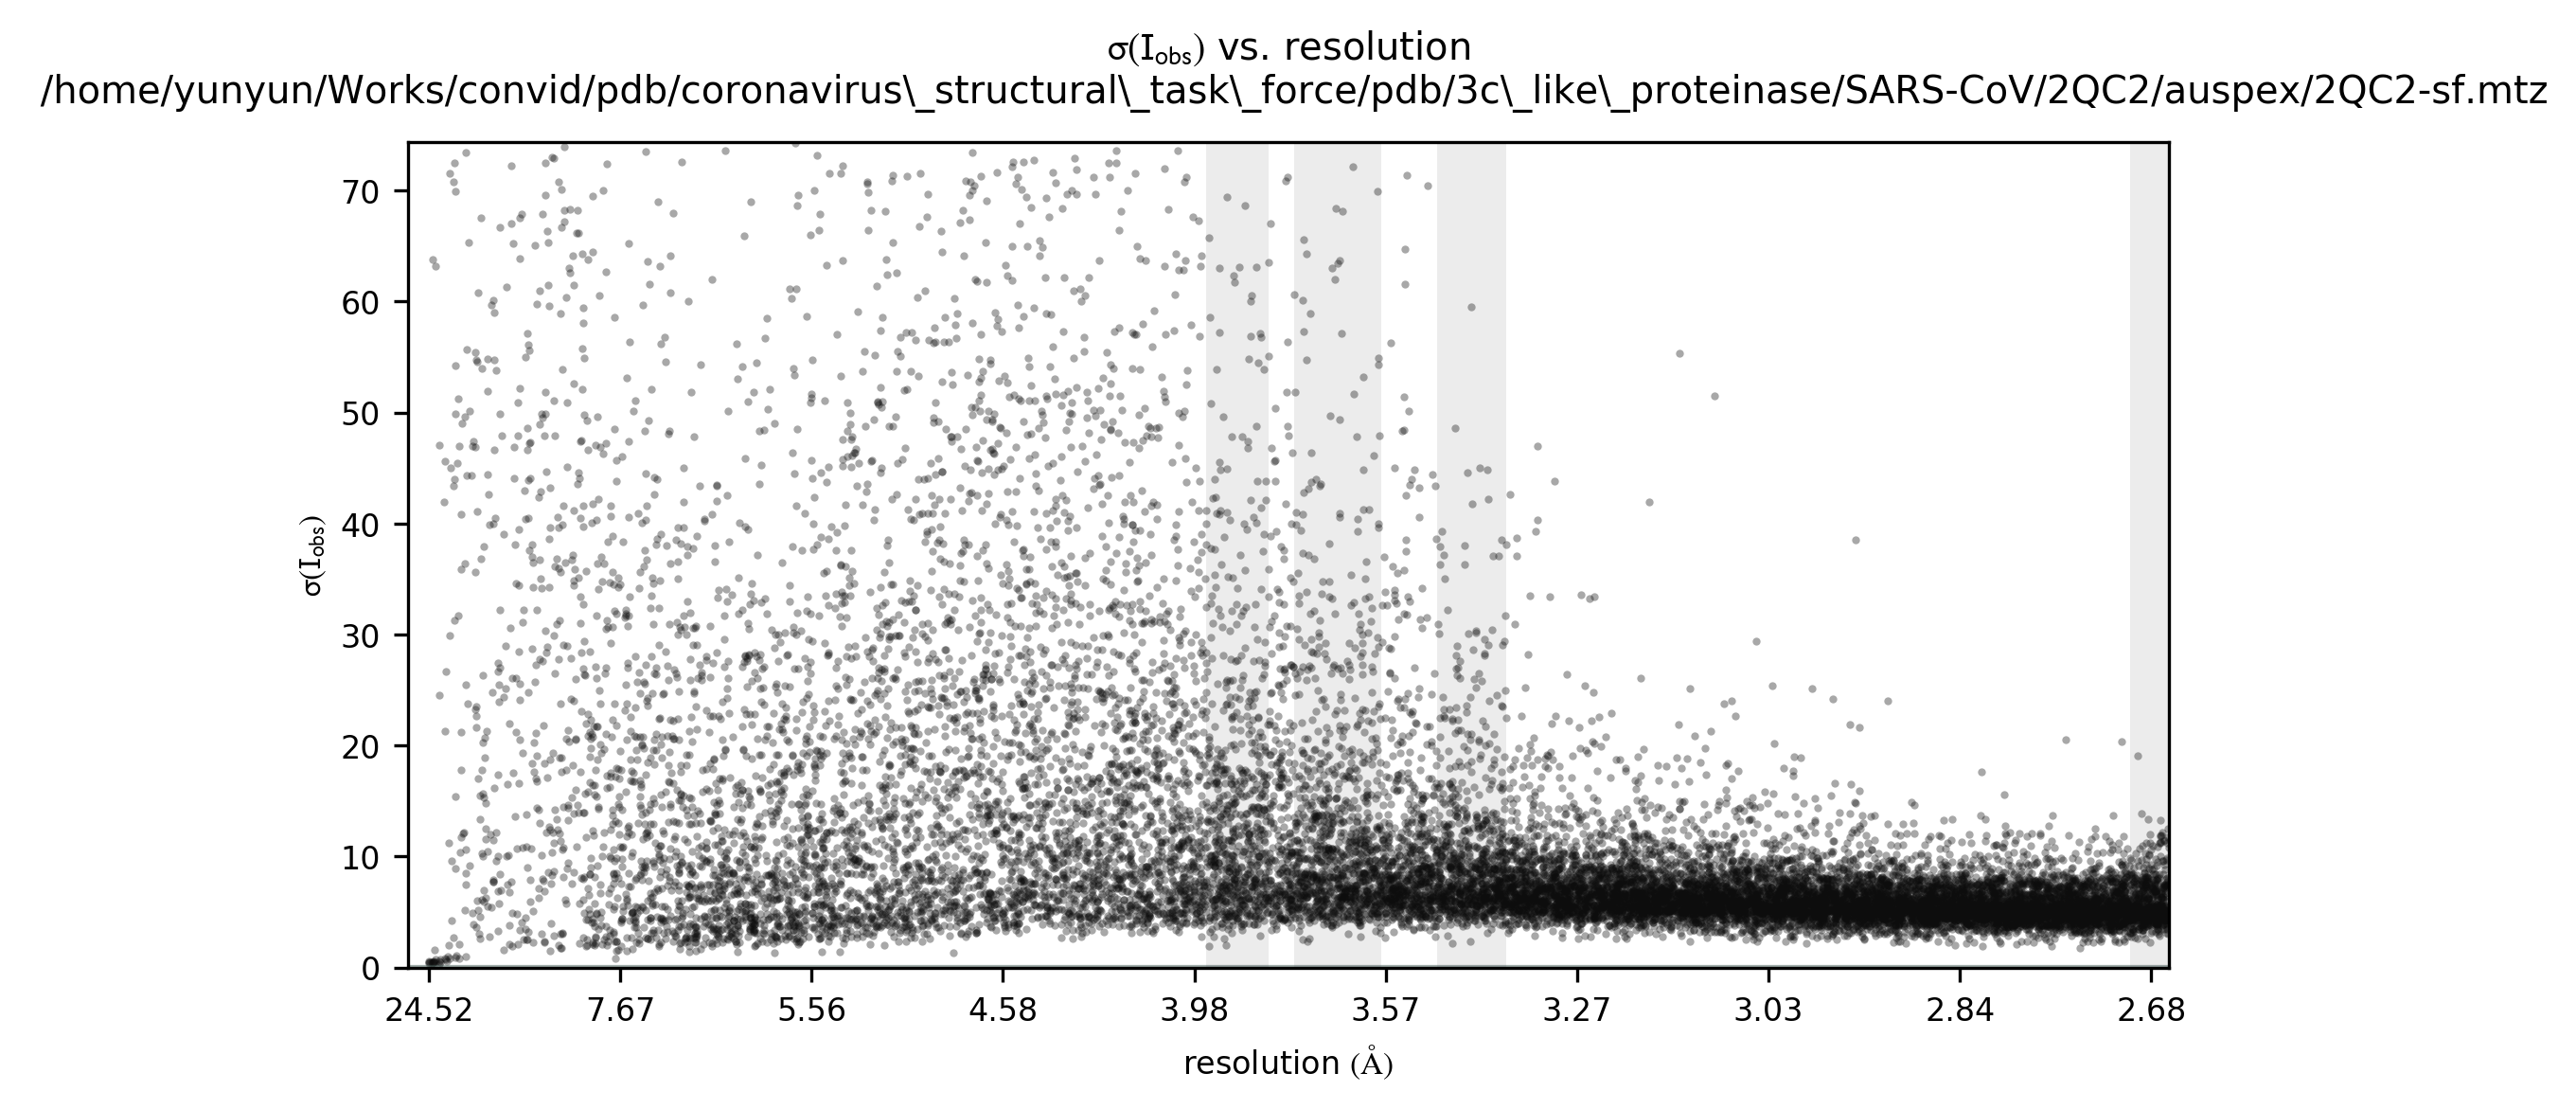 σ(Iobs) vs. resolution
/home/yunyun/Works/convid/pdb/coronavirus\_structural\_task\_force/pdb/3c\_like\_proteinase/SARS-CoV/2QC2/auspex/2QC2-sf.mtz
70
60
50
40
30
20
10
0
σ(Iobs)
24.52 7.67 5.56 4.58 3.98 3.57 3.27 3.03 2.84 2.68
resolution (Å)